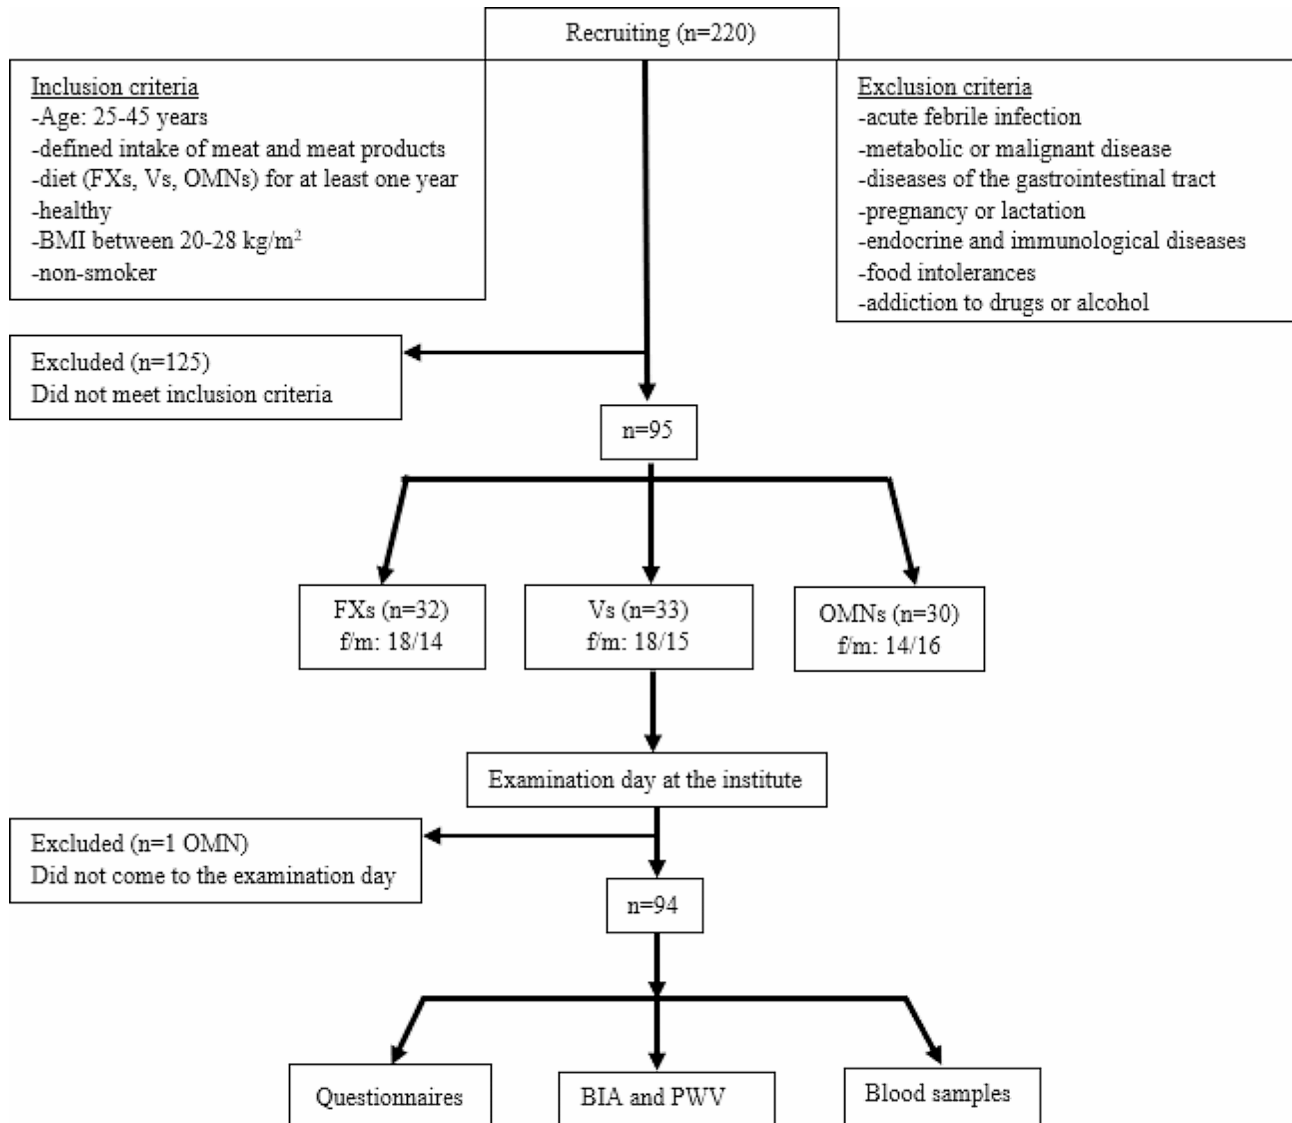 Recruiting (n=220)
Inclusion criteria
-Age: 25-45 years
-defined intake of meat and meat products
-diet (FXs, Vs, OMNs) for at least one year
-healthy
-BMI between 20-28 kg/m²
-non-smoker
Exclusion criteria
-acute febrile infection
-metabolic or malignant disease
-diseases of the gastrointestinal tract
-pregnancy or lactation
-endocrine and immunological diseases
-food intolerances
-addiction to drugs or alcohol
Excluded (n=125)
Did not meet inclusion criteria
n=95
FXs (n=32)
f/m: 18/14
Vs (n=33)
f/m: 18/15
OMNs (n=30)
f/m: 14/16
Examination day at the institute
Excluded (n=1 OMN)
Did not come to the examination day
n=94
Questionnaires
BIA and PWV
Blood samples